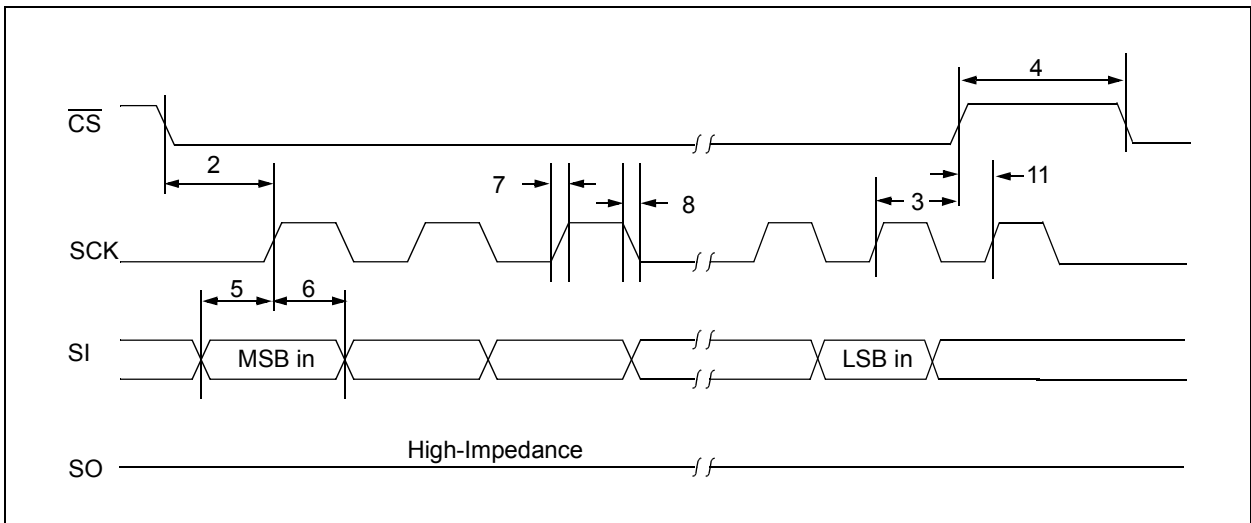 4
CS
2
7
8
3
11
SCK
5
6
SI
MSB in
LSB in
High-Impedance
SO